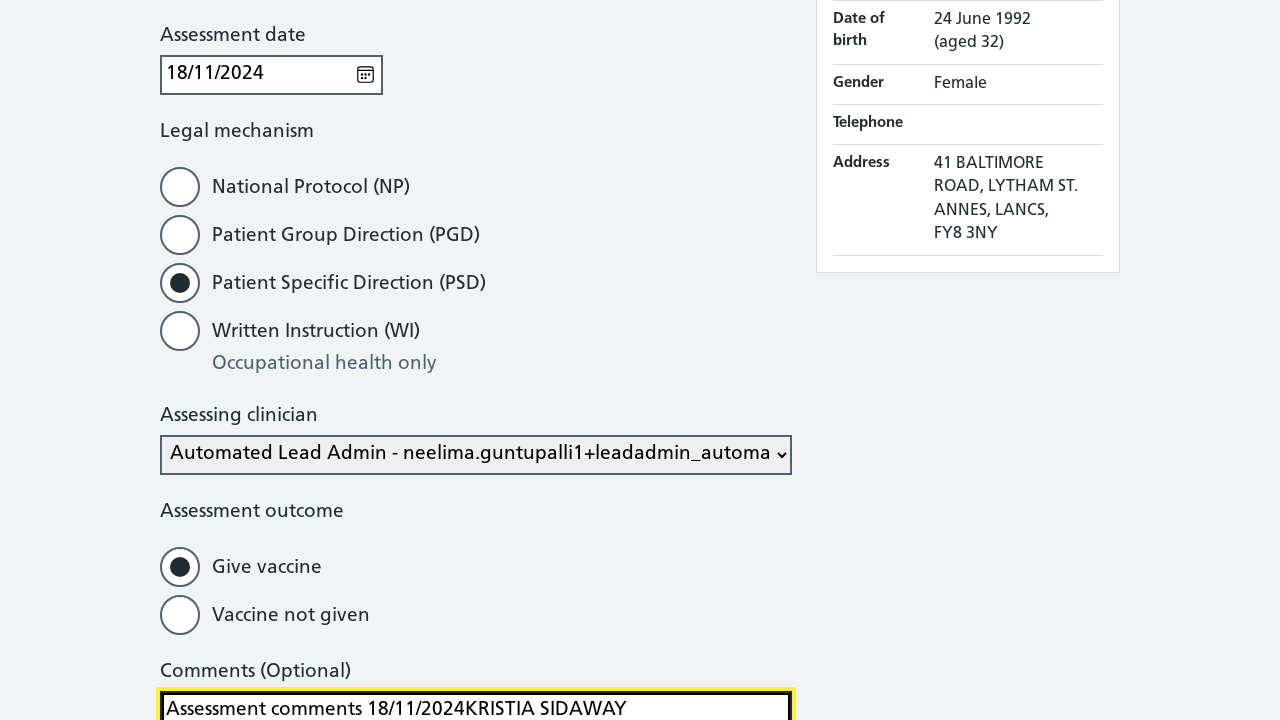 Assessment date
18/11/2024
Legal mechanism
National Protocol (NP)
Patient Group Direction (PGD)
Patient Specific Direction (PSD)
Written Instruction (WI)
Occupational health only
Assessing clinician
Automated Lead Admin - neelima.guntupalli1+leadadmin_automa
Assessment outcome
Give vaccine
Vaccine not given
Comments (Optional)
Assessment comments 18/11/2024KRISTIA SIDAWAY
Date of birth
24 June 1992
(aged 32)
Gender
Female
Telephone
Address
41 BALTIMORE
ROAD, LYTHAM ST.
ANNES, LANCS,
FY8 3NY